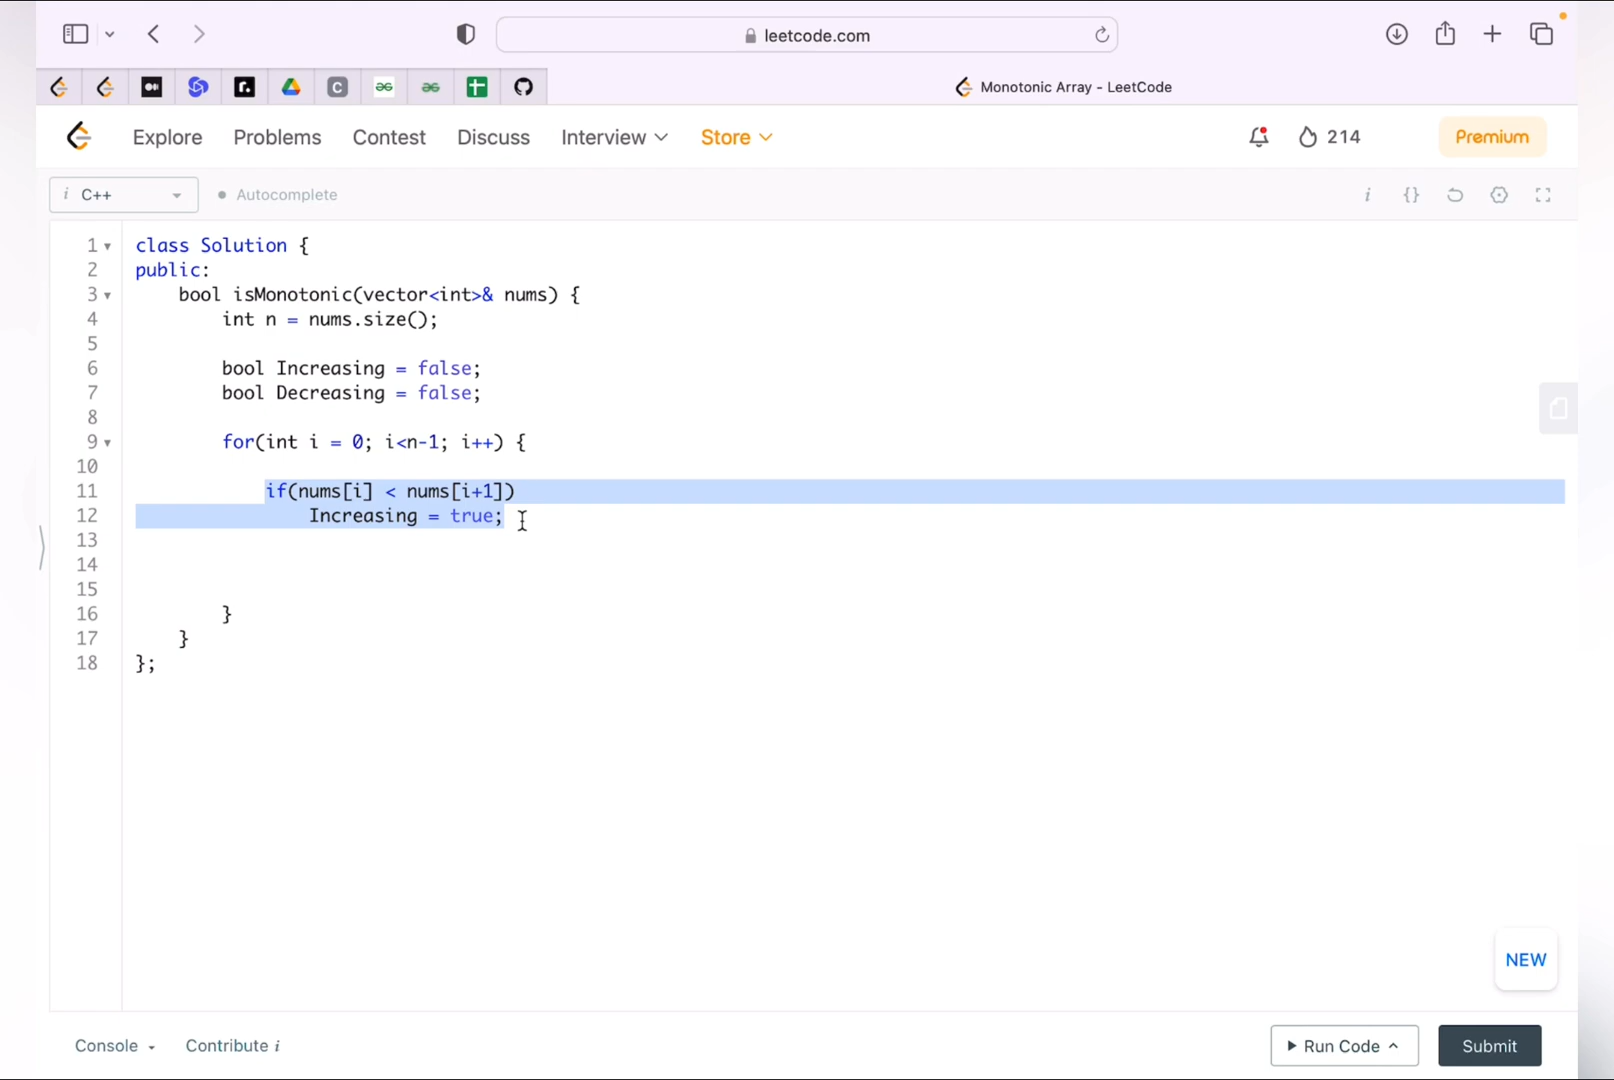 leetcode.com
Monotonic Array - LeetCode
Explore Problems Contest Discuss Interview Store 214 Premium
i C++ Autocomplete i {}
1 class Solution {
2 public:
3     bool isMonotonic(vector<int>& nums) {
4         int n = nums.size();
5
6         bool Increasing = false;
7         bool Decreasing = false;
8
9         for(int i = 0; i<n-1; i++) {
10
11             if(nums[i] < nums[i+1])
12                 Increasing = true;
13
14
15
16         }
17     }
18 };
NEW
Console Contribute i Run Code Submit